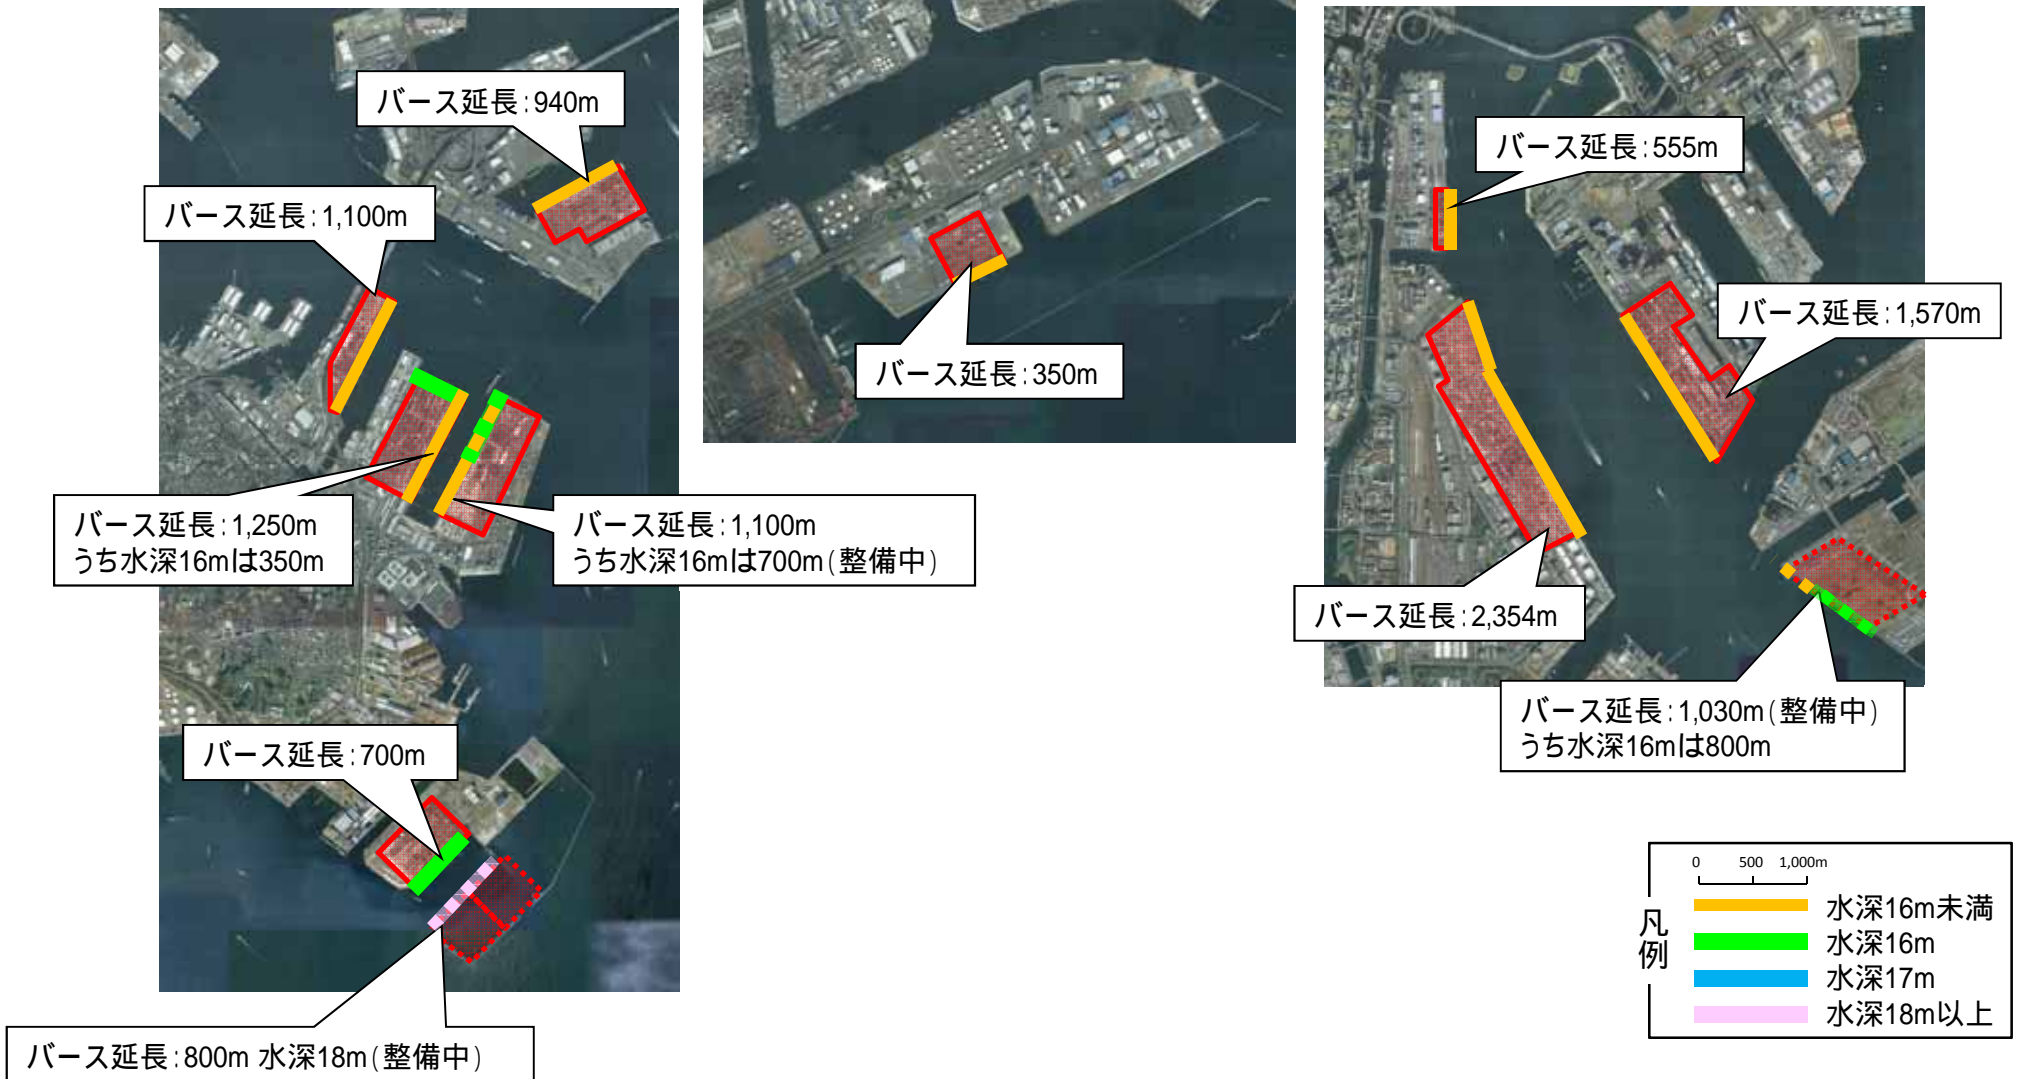 バース延長:940m
バース延長:1,100m
バース延長:1,250m
うち水深16mは350m
バース延長:1,100m
うち水深16mは700m(整備中)
バース延長:700m
バース延長:800m 水深18m(整備中)
バース延長:350m
バース延長:555m
バース延長:1,570m
バース延長:2,354m
バース延長:1,030m(整備中)
うち水深16mは800m
0 500 1,000m
凡例
水深16m未満
水深16m
水深17m
水深18m以上